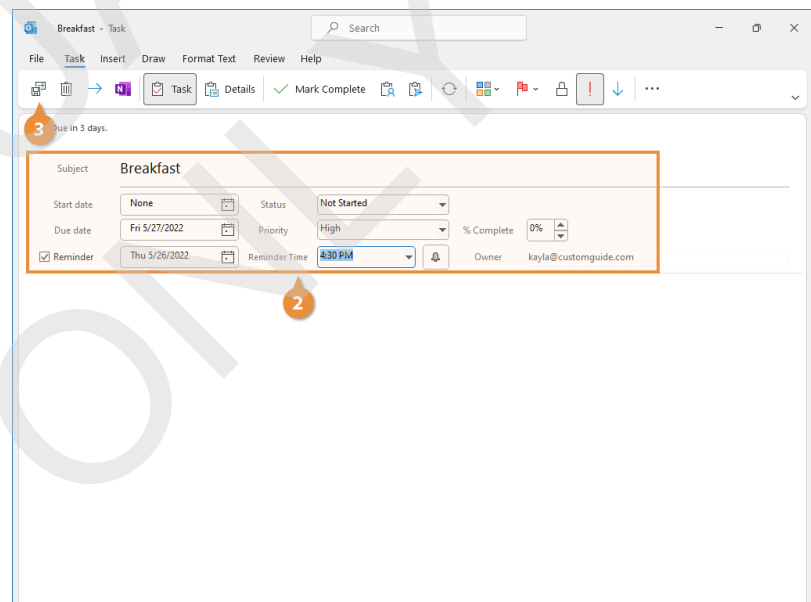 Breakfast - Task
Search
File Task Insert Draw Format Text Review Help
N Task Details Mark Complete
3 Due in 3 days.
Subject Breakfast
Start date None Status Not Started
Due date Fri 5/27/2022 Priority High % Complete 0%
Reminder Thu 5/26/2022 Reminder Time 4:30 PM Owner kayla@customguide.com
2
ONLY